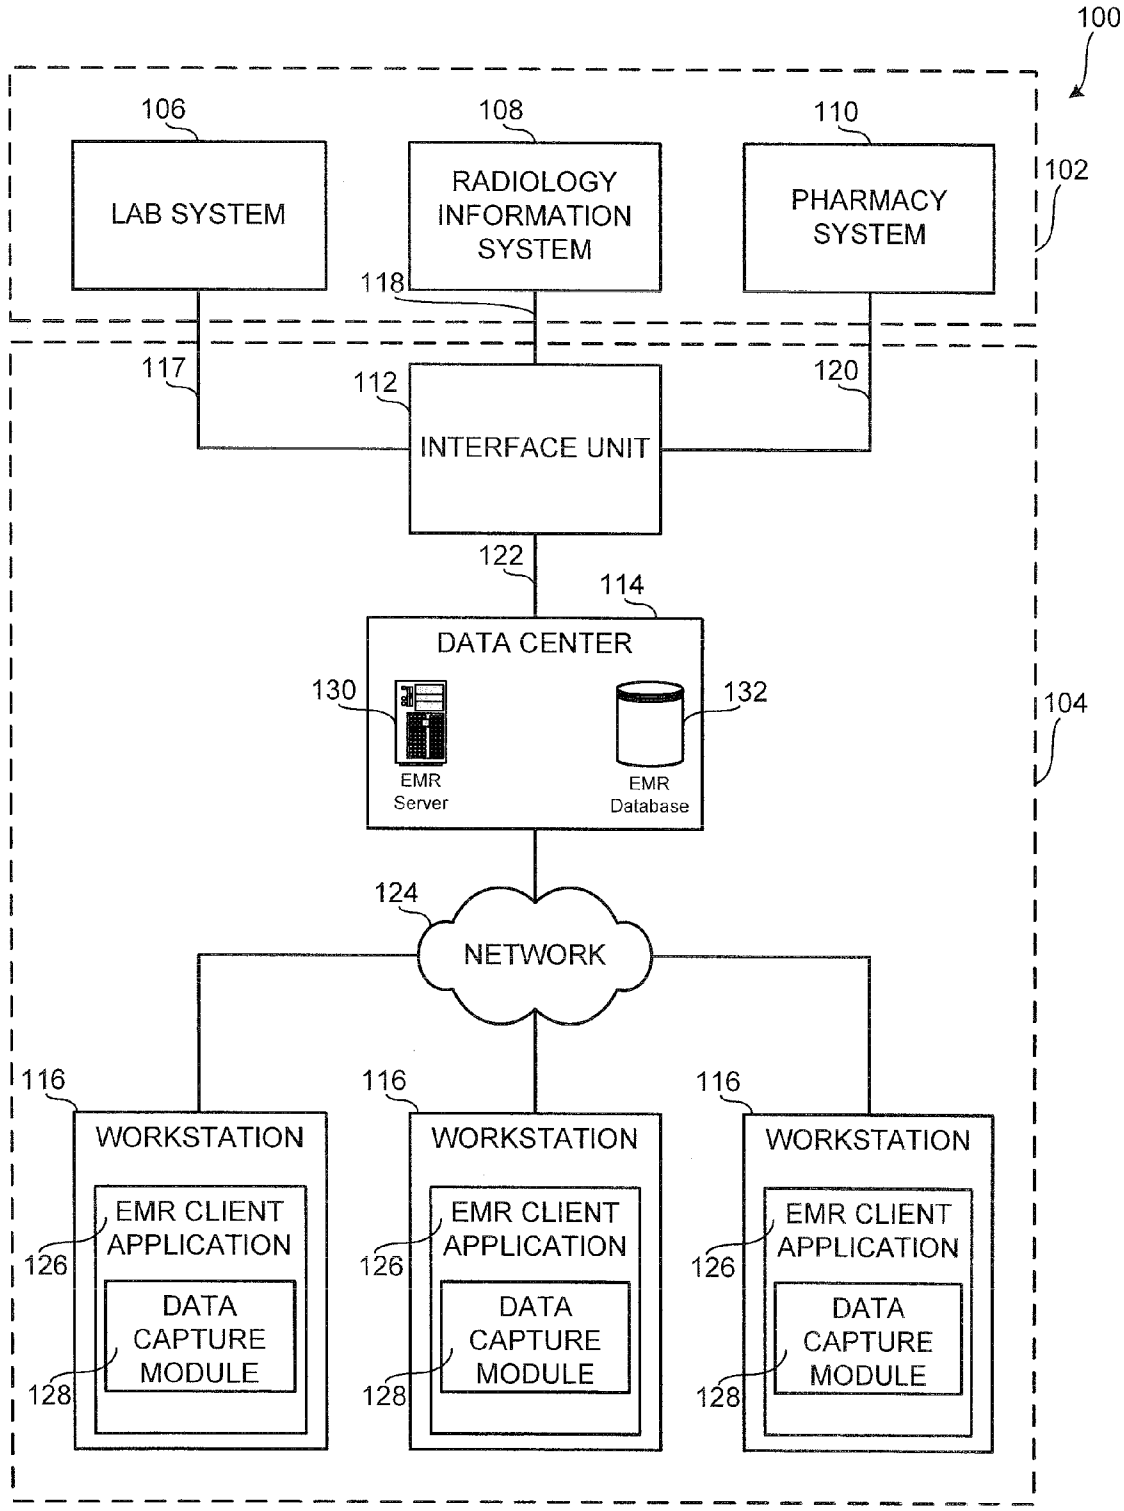 100
106
108
110
102
LAB SYSTEM
RADIOLOGY
INFORMATION
SYSTEM
PHARMACY
SYSTEM
118
117
112
120
INTERFACE UNIT
122
114
DATA CENTER
130
132
104
EMR
Server
EMR
Database
124
NETWORK
116
116
116
WORKSTATION
WORKSTATION
WORKSTATION
EMR CLIENT
APPLICATION
EMR CLIENT
APPLICATION
EMR CLIENT
APPLICATION
126
126
126
DATA
CAPTURE
MODULE
DATA
CAPTURE
MODULE
DATA
CAPTURE
MODULE
128
128
128